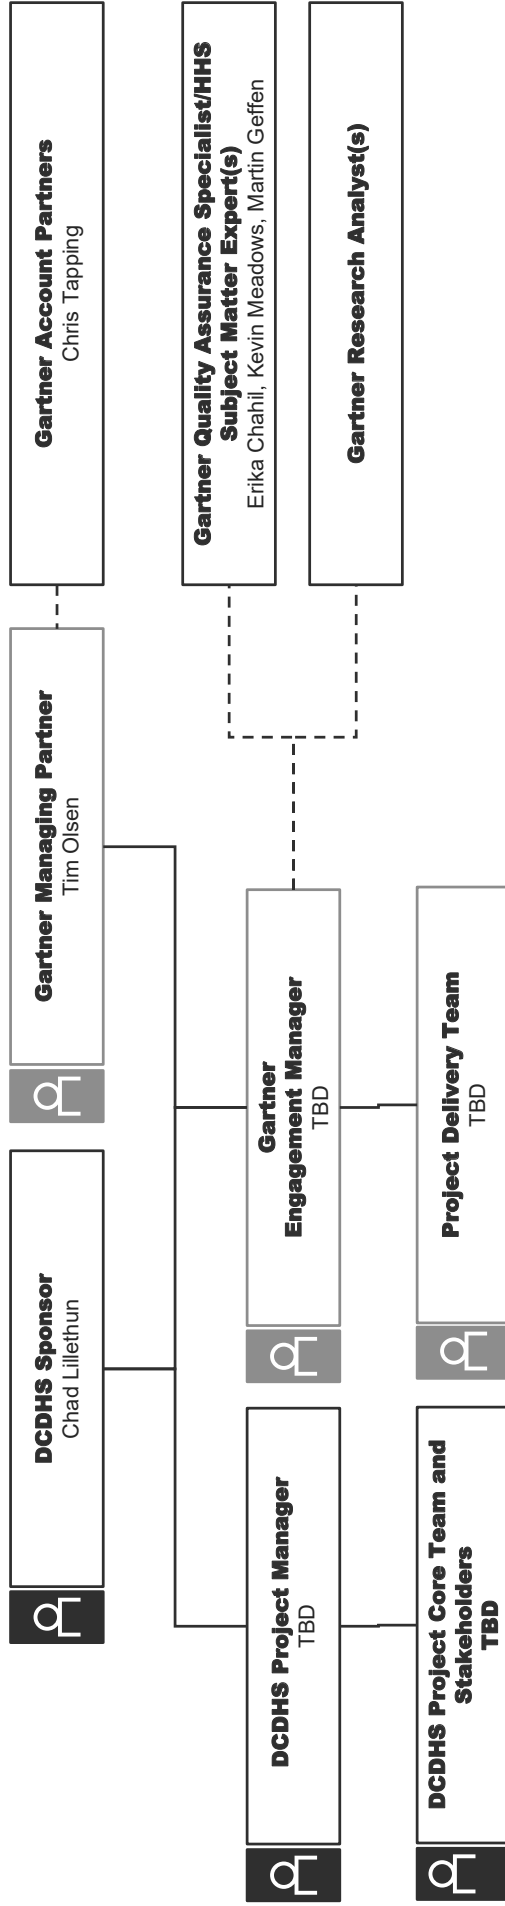 DCDHS Sponsor
Chad Lillethun
Gartner Managing Partner
Tim Olsen
Gartner Account Partners
Chris Tapping
DCDHS Project Manager
TBD
Gartner
Engagement Manager
TBD
Gartner Quality Assurance Specialist/HHS
Subject Matter Expert(s)
Erika Chahil, Kevin Meadows, Martin Geffen
Gartner Research Analyst(s)
DCDHS Project Core Team and
Stakeholders
TBD
Project Delivery Team
TBD